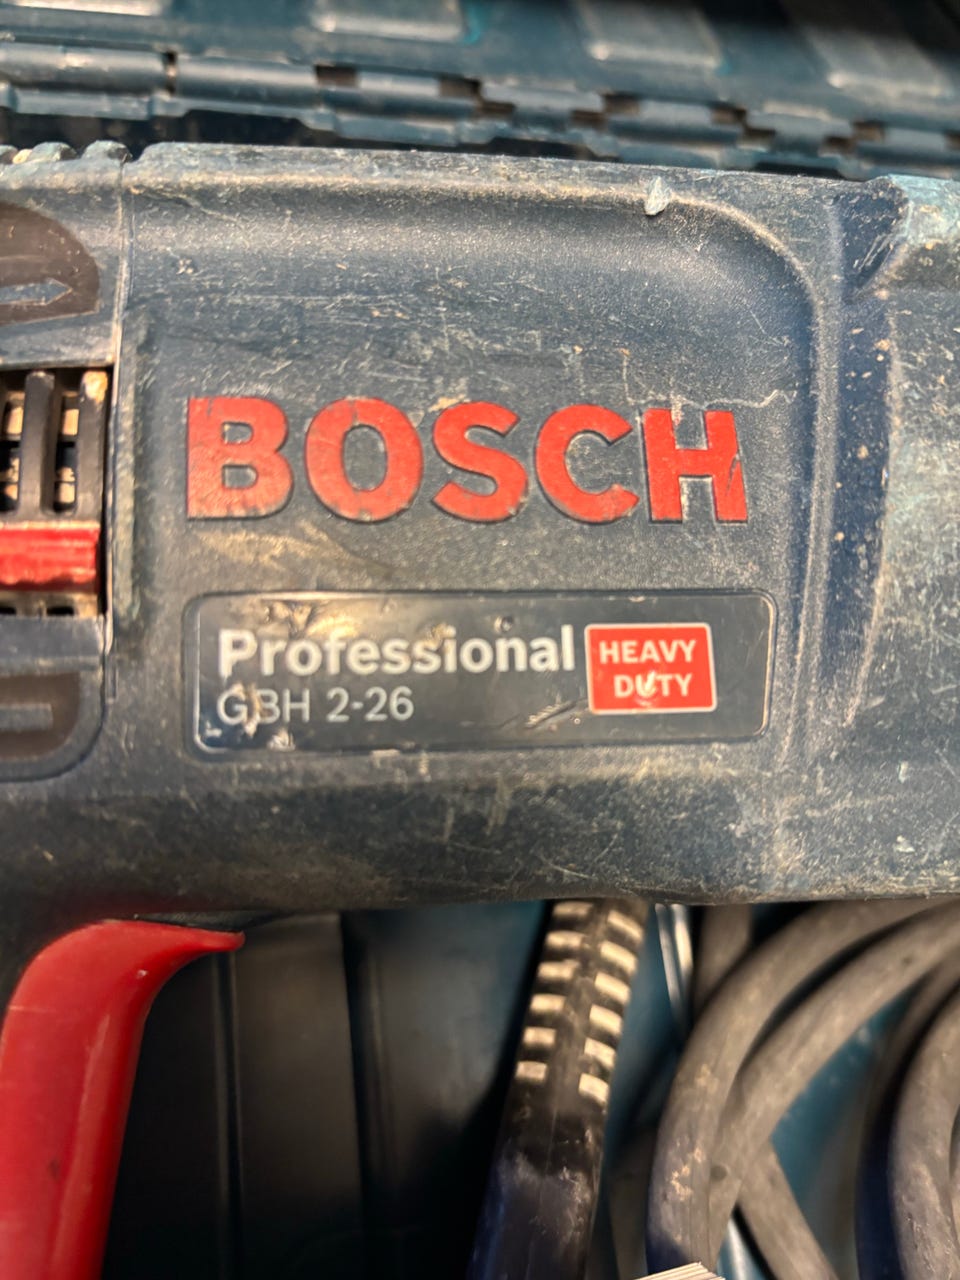 BOSCH
Professional
GBH 2-26
HEAVY
DUTY